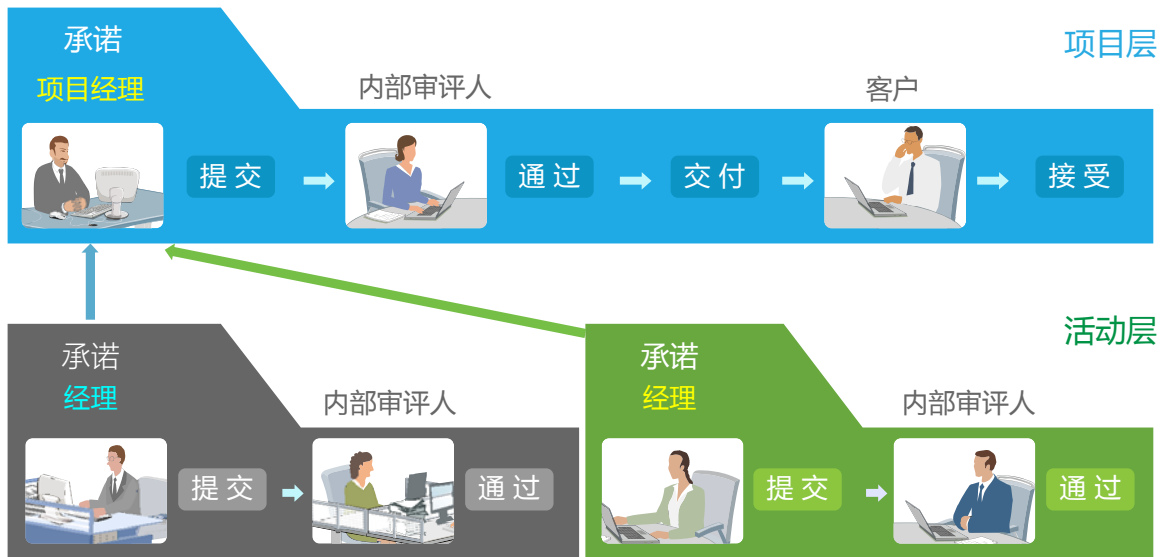 承诺
项目层
项目经理
内部审评人
客户
提交
通过
交付
接受
活动层
承诺
经理
内部审评人
提交
通过
承诺
经理
内部审评人
提交
通过